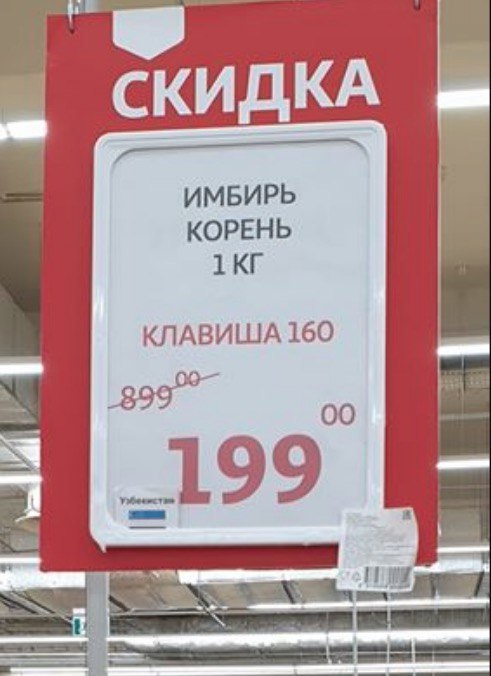 СКИДКА
ИМБИРЬ
КОРЕНЬ
1 КГ
КЛАВИША 160
899 00
199 00
Узбекистан